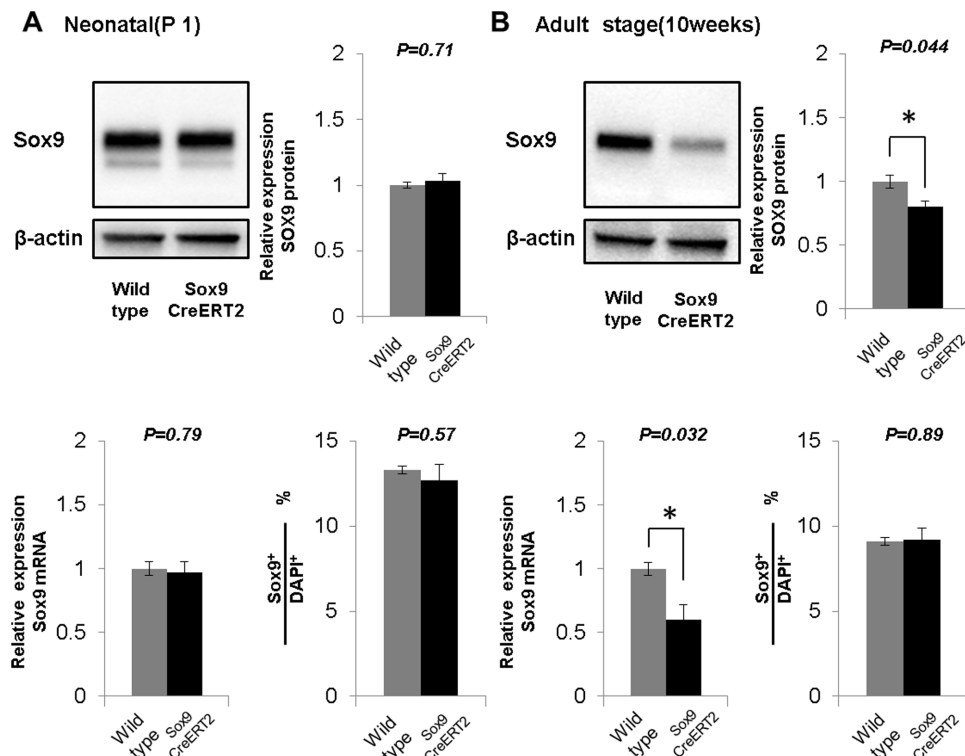 A Neonatal(P 1)
Sox9
β-actin
Wild
type
Sox9
CreERT2
P=0.71
Relative expression
SOX9 protein
2
1.5
1
0.5
0
Wild
type
Sox9
CreERT2
B Adult stage(10weeks)
Sox9
β-actin
Wild
type
Sox9
CreERT2
P=0.044
*
Relative expression
SOX9 protein
2
1.5
1
0.5
0
Wild
type
Sox9
CreERT2
P=0.79
Relative expression
Sox9 mRNA
2
1.5
1
0.5
0
Wild
type
Sox9
CreERT2
P=0.57
Sox9⁺
DAPI⁺
%
15
10
5
0
Wild
type
Sox9
CreERT2
P=0.032
*
Relative expression
Sox9 mRNA
2
1.5
1
0.5
0
Wild
type
Sox9
CreERT2
P=0.89
Sox9⁺
DAPI⁺
%
15
10
5
0
Wild
type
Sox9
CreERT2